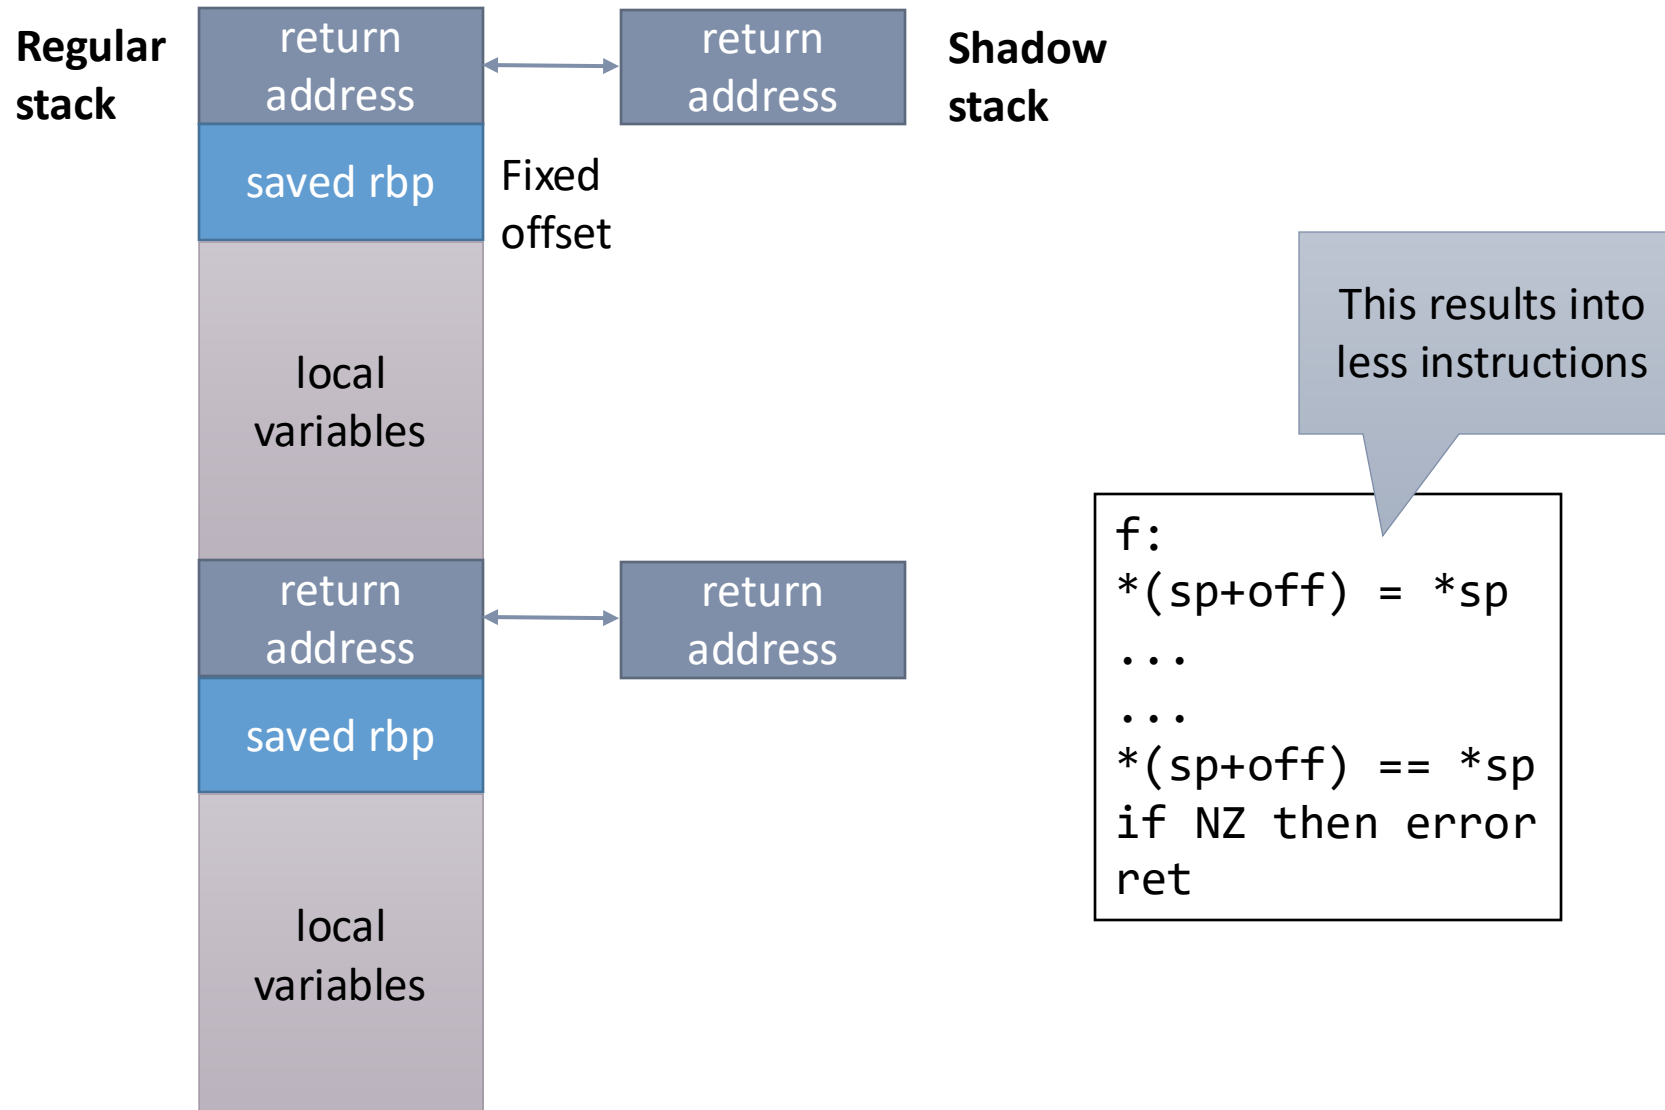 Regular
stack
return
address
return
address
Shadow
stack
saved rbp
Fixed
offset
This results into
less instructions
local
variables
f:
*(sp+off) = *sp
...
...
*(sp+off) == *sp
if NZ then error
ret
return
address
return
address
saved rbp
local
variables